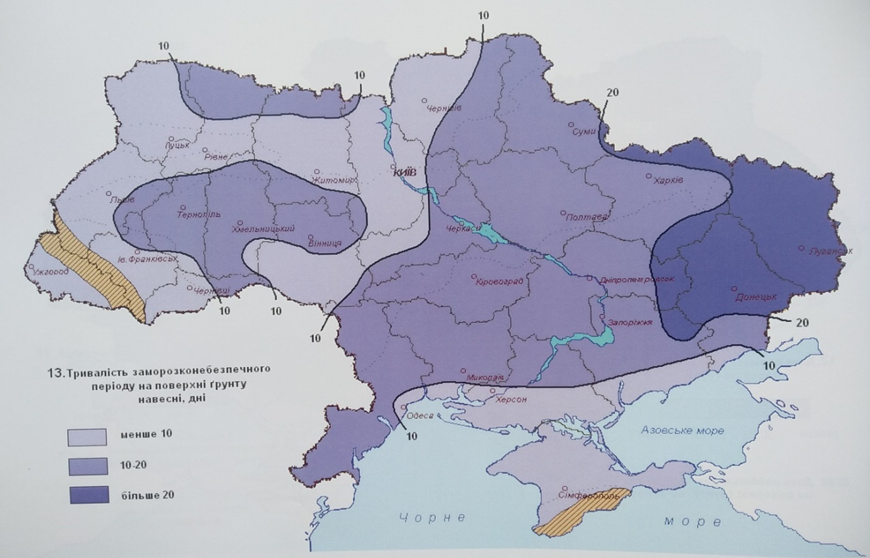 10
10
10
20
Чернігів
Суми
Луцьк
Рівне
КИЇВ
Житомир
Харків
Львів
Тернопіль
Хмельницький
Полтава
Черкаси
Вінниця
Луганськ
Ів.Франківськ
Ужгород
Кіровоград
Дніпропетровськ
Чернівці
Донецьк
10
10
10
Запоріжжя
20
10
13.Тривалість заморозконебезпечного
періоду на поверхні ґрунту
навесні, дні
Миколаїв
Херсон
Одеса
10
Азовське море
менше 10
10-20
більше 20
Сімферополь
Чорне море